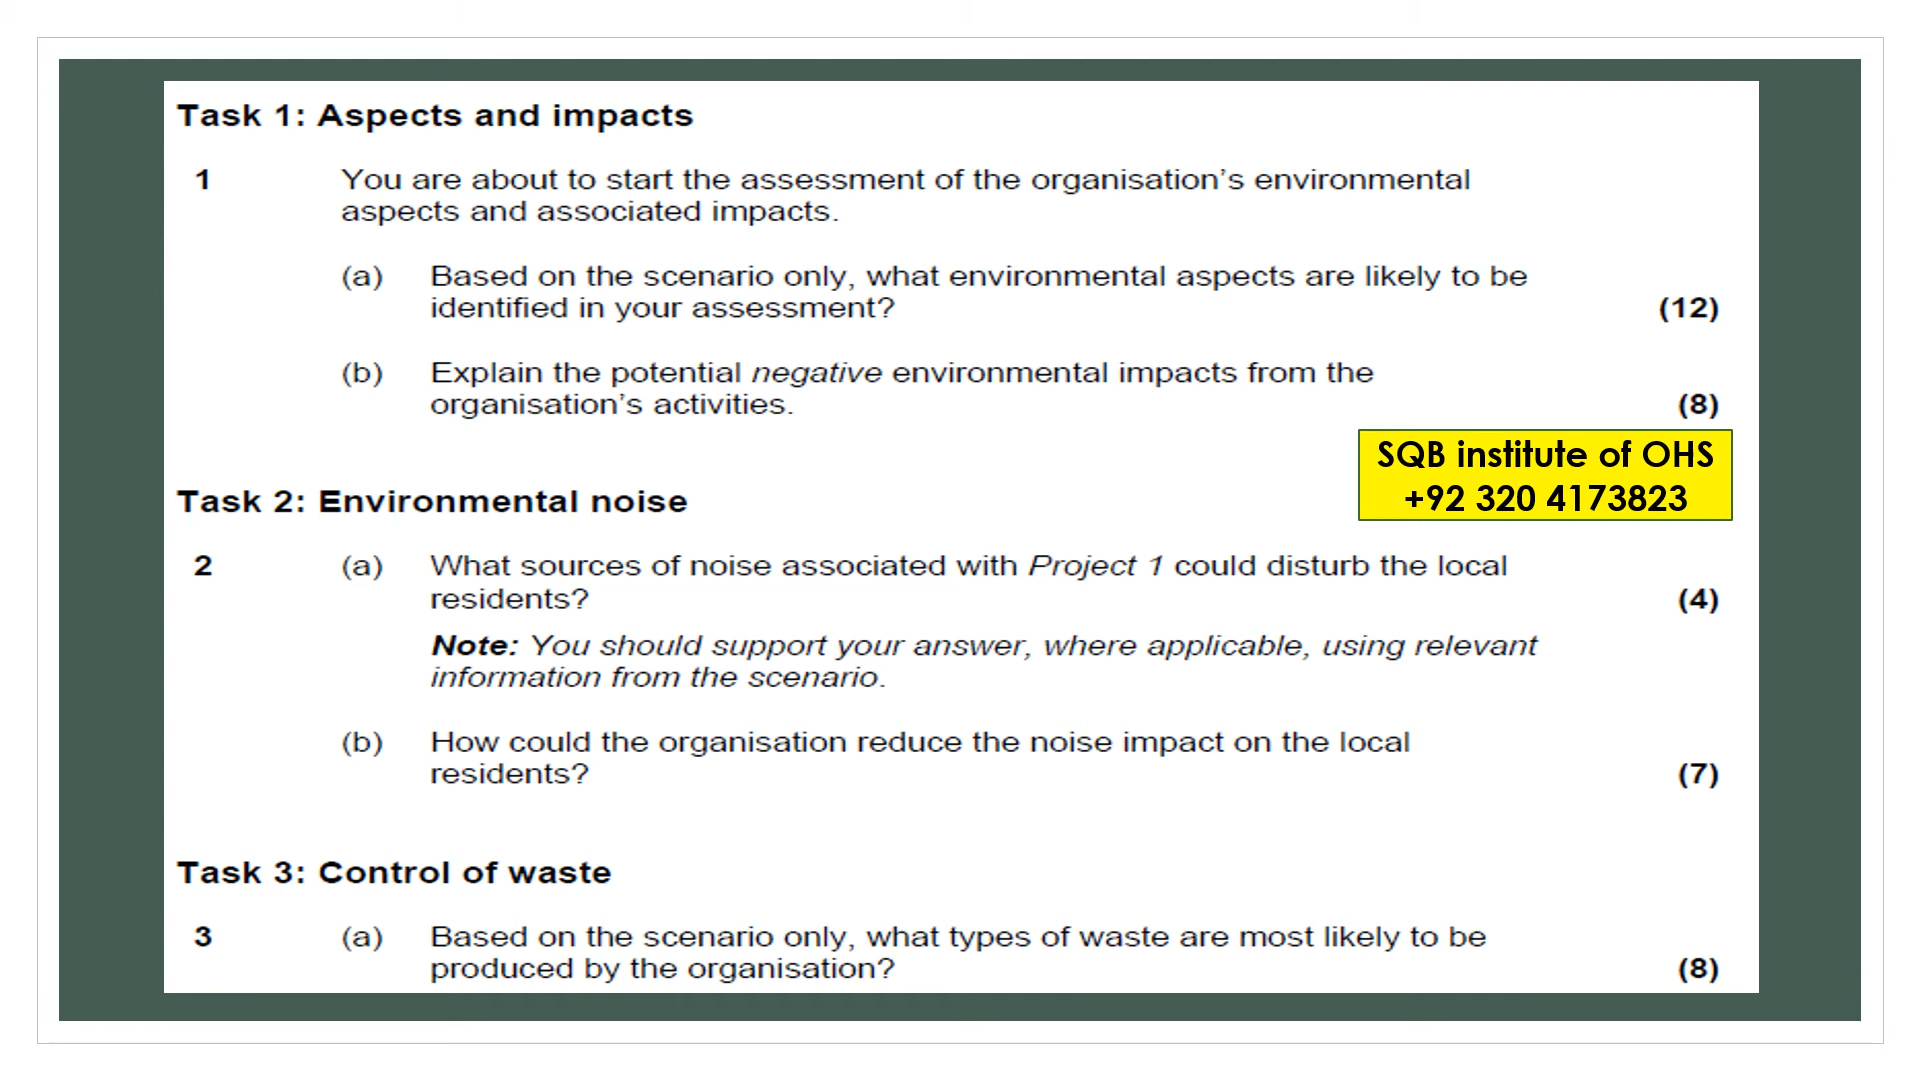 Task 1: Aspects and impacts
1 You are about to start the assessment of the organisation's environmental
aspects and associated impacts.
(a) Based on the scenario only, what environmental aspects are likely to be
identified in your assessment? (12)
(b) Explain the potential negative environmental impacts from the
organisation's activities. (8)
SQB institute of OHS
+92 320 4173823
Task 2: Environmental noise
2 (a) What sources of noise associated with Project 1 could disturb the local
residents? (4)
Note: You should support your answer, where applicable, using relevant
information from the scenario.
(b) How could the organisation reduce the noise impact on the local
residents? (7)
Task 3: Control of waste
3 (a) Based on the scenario only, what types of waste are most likely to be
produced by the organisation? (8)